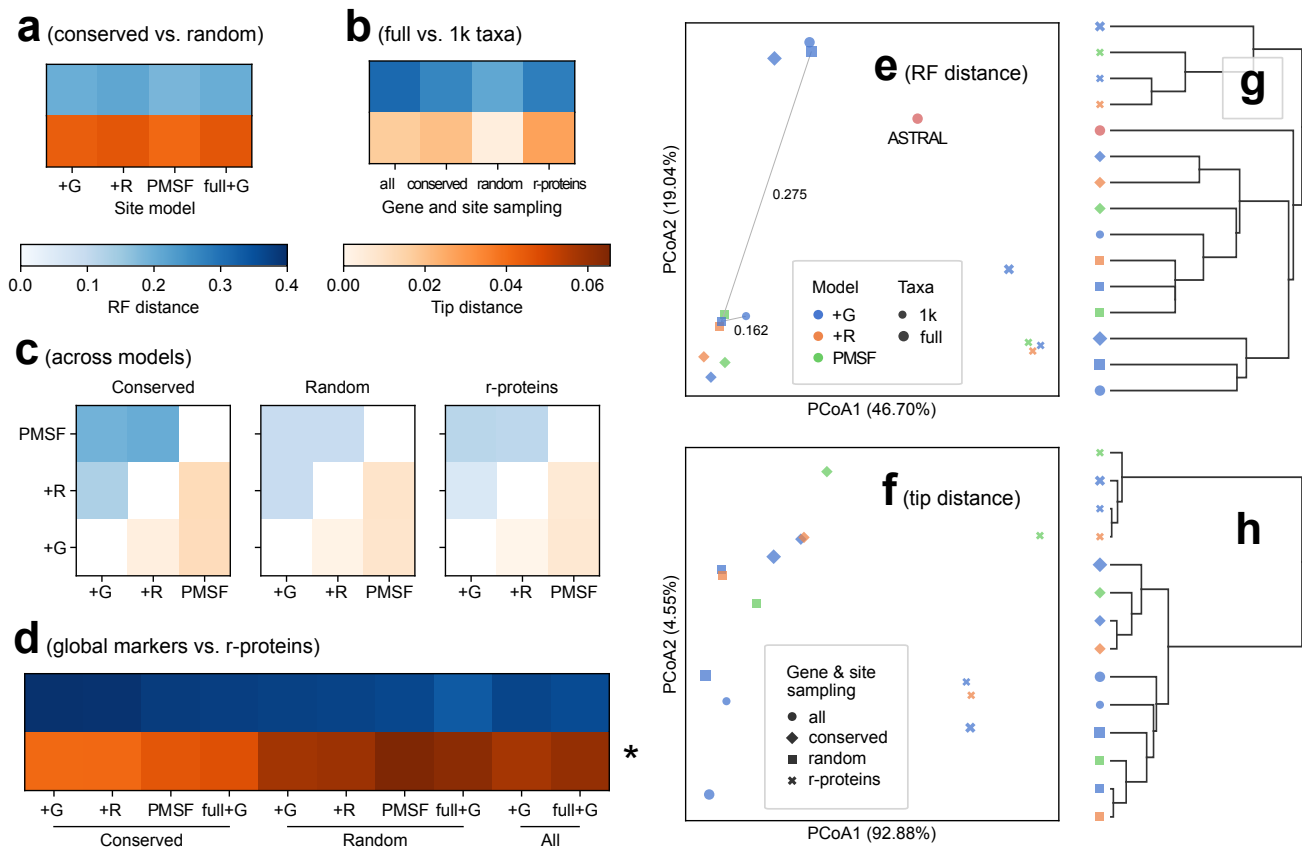 a (conserved vs. random)
+G +R PMSF full+G
Site model
b (full vs. 1k taxa)
all conserved random r-proteins
Gene and site sampling
0.0 0.1 0.2 0.3 0.4
RF distance
0.00 0.02 0.04 0.06
Tip distance
c (across models)
Conserved Random r-proteins
PMSF
+R
+G
+G +R PMSF +G +R PMSF +G +R PMSF
d (global markers vs. r-proteins)
*
+G +R PMSF full+G +G +R PMSF full+G +G full+G
Conserved Random All
e (RF distance)
ASTRAL
0.275
0.162
Model Taxa
+G 1k
+R full
PMSF
PCoA2 (19.04%)
PCoA1 (46.70%)
g
f (tip distance)
Gene & site
sampling
all
conserved
random
r-proteins
PCoA2 (4.55%)
PCoA1 (92.88%)
h